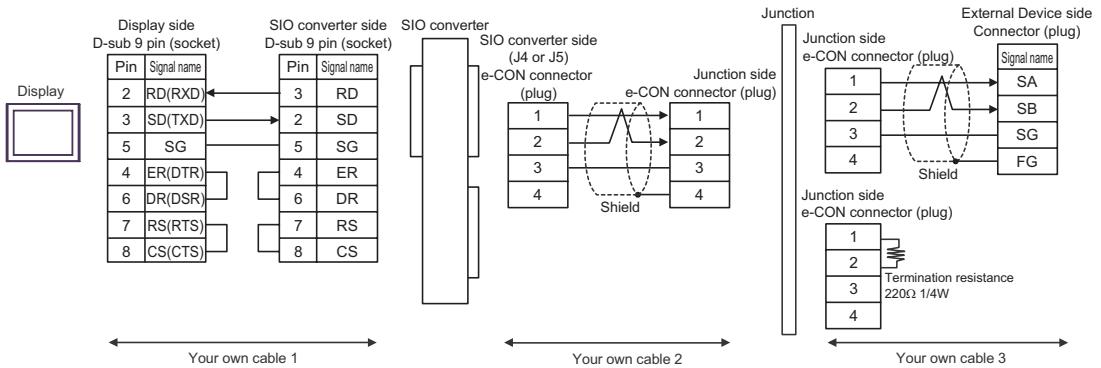 Display
Display side
D-sub 9 pin (socket)
Pin Signal name
2 RD(RXD)
3 SD(TXD)
5 SG
4 ER(DTR)
6 DR(DSR)
7 RS(RTS)
8 CS(CTS)
SIO converter side
D-sub 9 pin (socket)
Pin Signal name
3 RD
2 SD
5 SG
4 ER
6 DR
7 RS
8 CS
SIO converter
SIO converter side
(J4 or J5)
e-CON connector
(plug)
1
2
3
4
Shield
Junction side
e-CON connector (plug)
1
2
3
4
Junction
Junction side
e-CON connector (plug)
1
2
3
4
Shield
External Device side
Connector (plug)
Signal name
SA
SB
SG
FG
Junction side
e-CON connector (plug)
1
2
3
4
Termination resistance
220Ω 1/4W
Your own cable 1
Your own cable 2
Your own cable 3